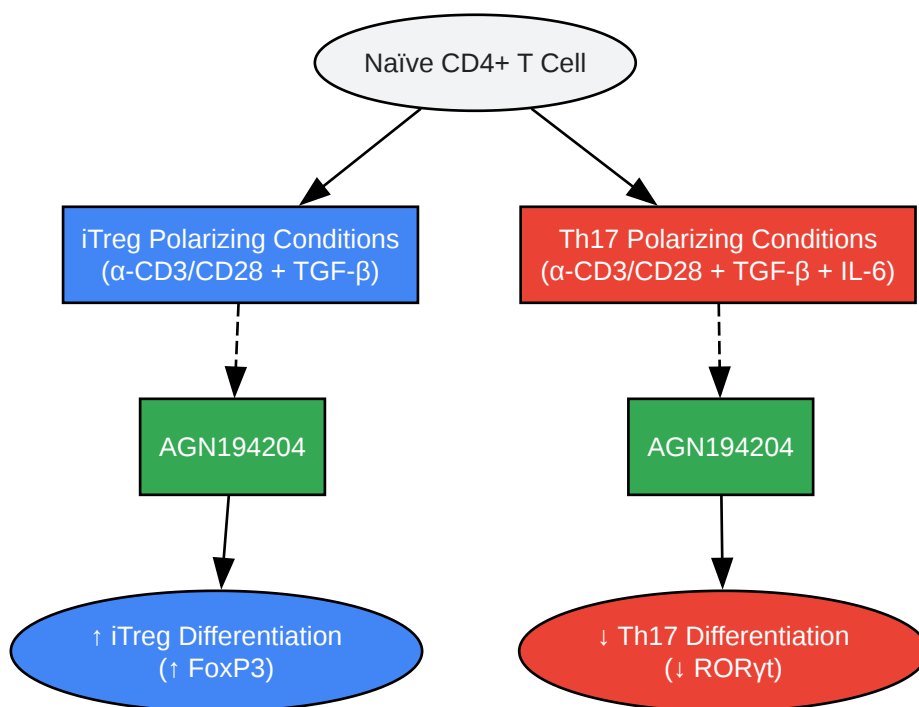 Naïve CD4+ T Cell
iTreg Polarizing Conditions
(α-CD3/CD28 + TGF-β)
Th17 Polarizing Conditions
(α-CD3/CD28 + TGF-β + IL-6)
AGN194204
AGN194204
↑ iTreg Differentiation
(↑ FoxP3)
↓ Th17 Differentiation
(↓ RORγt)